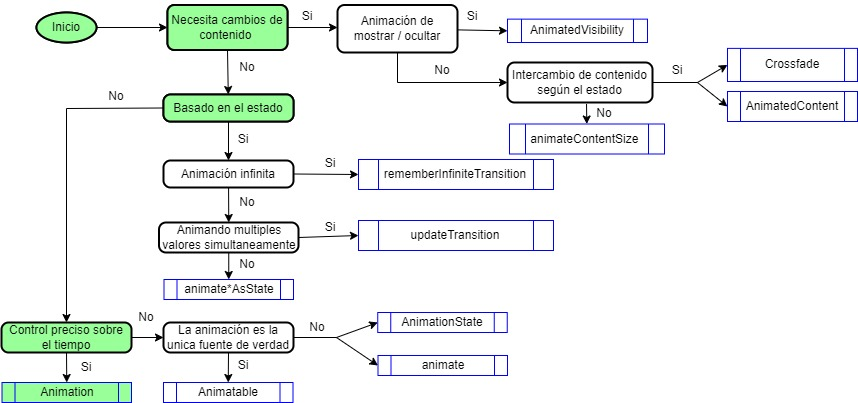 Inicio
Necesita cambios de
contenido
Si
Animación de
mostrar / ocultar
Si
AnimatedVisibility
No
Intercambio de contenido
según el estado
Si
Crossfade
AnimatedContent
No
animateContentSize
No
Basado en el estado
No
Si
Animación infinita
Si
rememberInfiniteTransition
No
Animando multiples
valores simultaneamente
Si
updateTransition
No
animate*AsState
Control preciso sobre
el tiempo
No
La animación es la
unica fuente de verdad
No
AnimationState
animate
Si
Animation
Si
Animatable